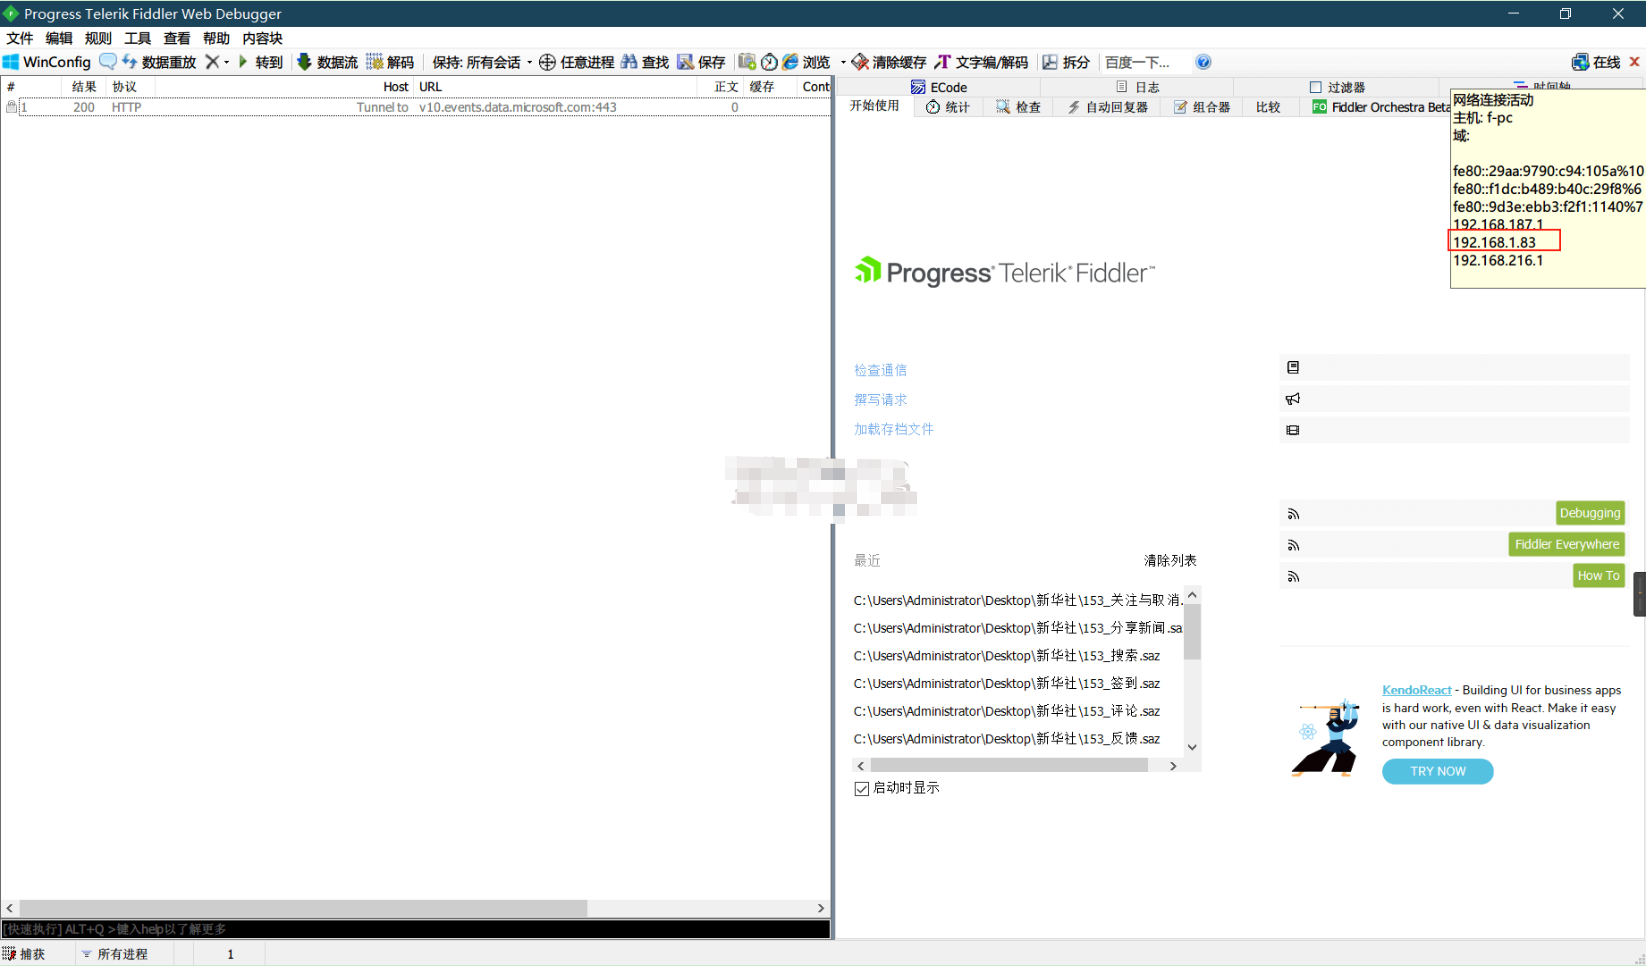 Progress Telerik Fiddler Web Debugger
文件 编辑 规则 工具 查看 帮助 内容块
WinConfig 数据重放 转到 数据流 解码 保持: 所有会话 任意进程 查找 保存 浏览 清除缓存 文字编/解码 拆分 百度一下... 在线
# 结果 协议 Host URL 正文 缓存 Cont
1 200 HTTP Tunnel to v10.events.data.microsoft.com:443 0
ECode 日志 过滤器 时间轴
开始使用 统计 检查 自动回复器 组合器 比较 FO Fiddler Orchestra Beta
网络连接活动
主机: f-pc
域:
fe80::29aa:9790:c94:105a%10
fe80::f1dc:b489:b40c:29f8%6
fe80::9d3e:ebb3:f2f1:1140%7
192.168.187.1
192.168.1.83
192.168.216.1
Progress® Telerik® Fiddler™
检查通信
撰写请求
加载存档文件
Debugging
Fiddler Everywhere
How To
最近 清除列表
C:\Users\Administrator\Desktop\新华社\153_关注与取消.
C:\Users\Administrator\Desktop\新华社\153_分享新闻.sa
C:\Users\Administrator\Desktop\新华社\153_搜索.saz
C:\Users\Administrator\Desktop\新华社\153_签到.saz
C:\Users\Administrator\Desktop\新华社\153_评论.saz
C:\Users\Administrator\Desktop\新华社\153_反馈.saz
启动时显示
KendoReact - Building UI for business apps
is hard work, even with React. Make it easy
with our native UI & data visualization
component library.
TRY NOW
[快速执行] ALT+Q >键入help以了解更多
捕获 所有进程 1